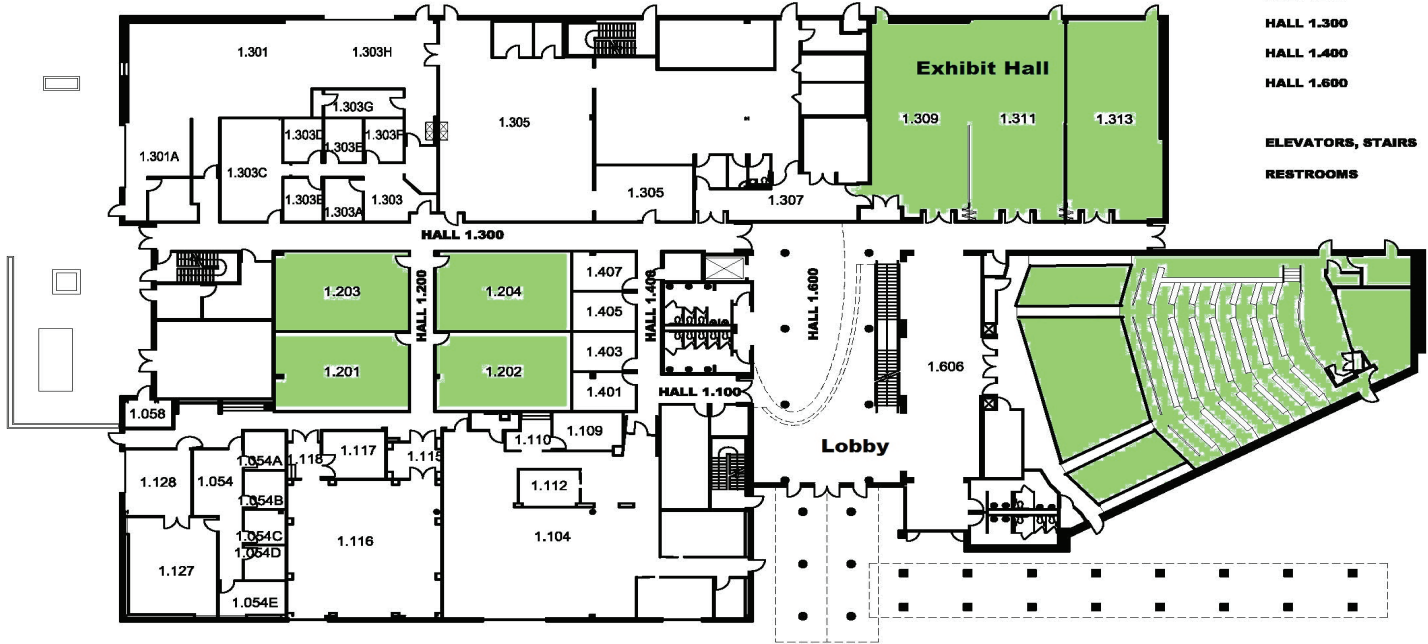 HALL 1.300
HALL 1.400
HALL 1.600
ELEVATORS, STAIRS
RESTROOMS
1.301
1.303H
Exhibit Hall
1.303G
1.305
1.309
1.311
1.313
1.303D
1.303F
1.303E
1.301A
1.303C
1.305
1.307
1.303B
1.303A
1.303
HALL 1.300
1.203
HALL 1.200
1.204
1.407
HALL 1.400
HALL 1.600
1.405
1.403
1.201
1.202
1.606
1.401
HALL 1.100
1.058
1.110
1.109
Lobby
1.054A
1.118
1.117
1.115
1.128
1.054
1.054B
1.112
1.054C
1.116
1.104
1.054D
1.127
1.054E